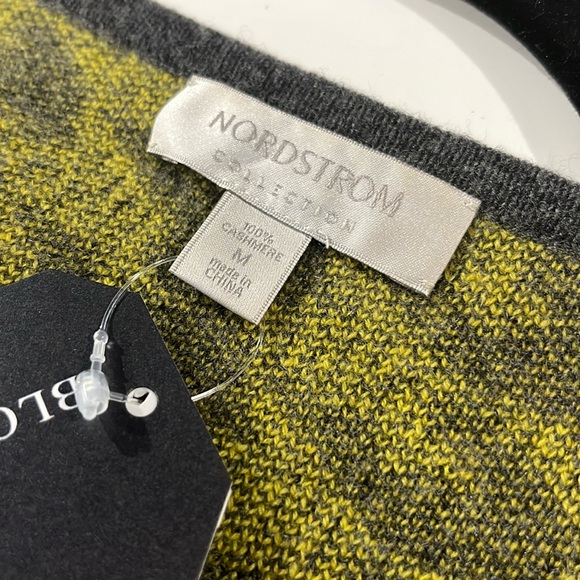 NORDSTROM
COLLECTION
100%
CASHMERE
M
made in
CHINA
BLO